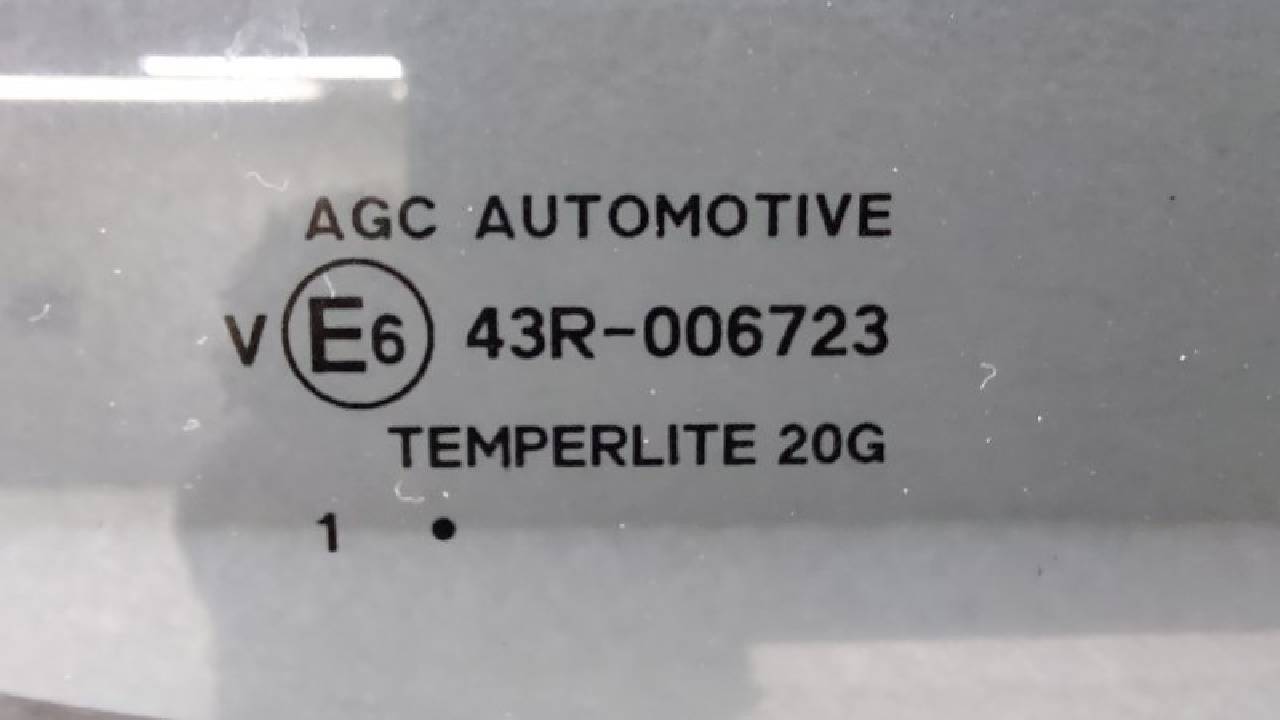 AGC AUTOMOTIVE
V E6 43R-006723
TEMPERLITE 20G
1 •